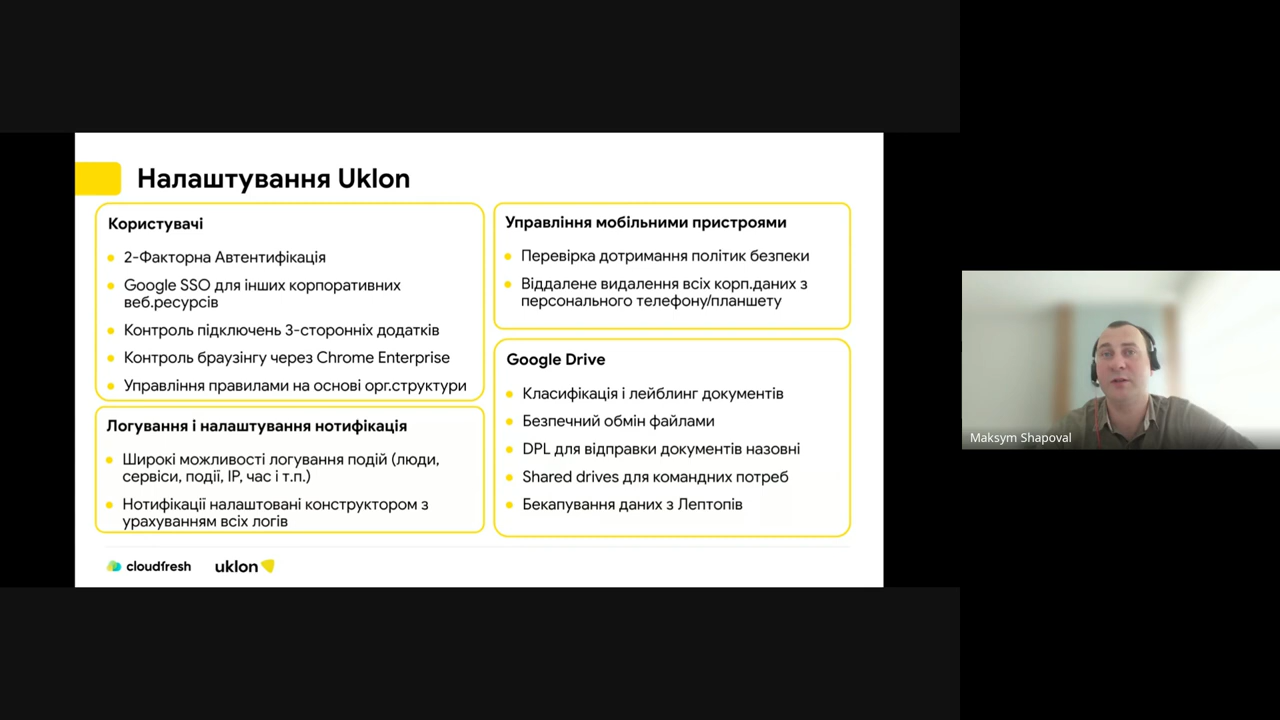 Налаштування Uklon
Користувачі
2-Факторна Автентифікація
Google SSO для інших корпоративних
веб.ресурсів
Контроль підключень 3-сторонніх додатків
Контроль браузінгу через Chrome Enterprise
Управління правилами на основі орг.структури
Логування і налаштування нотифікація
Широкі можливості логування подій (люди,
сервіси, події, IP, час і т.п.)
Нотифікації налаштовані конструктором з
урахуванням всіх логів
Управління мобільними пристроями
Перевірка дотримання політик безпеки
Віддалене видалення всіх корп.даних з
персонального телефону/планшету
Google Drive
Класифікація і лейблинг документів
Безпечний обмін файлами
DPL для відправки документів назовні
Shared drives для командних потреб
Бекапування даних з Лептопів
cloudfresh
uklon
Maksym Shapoval